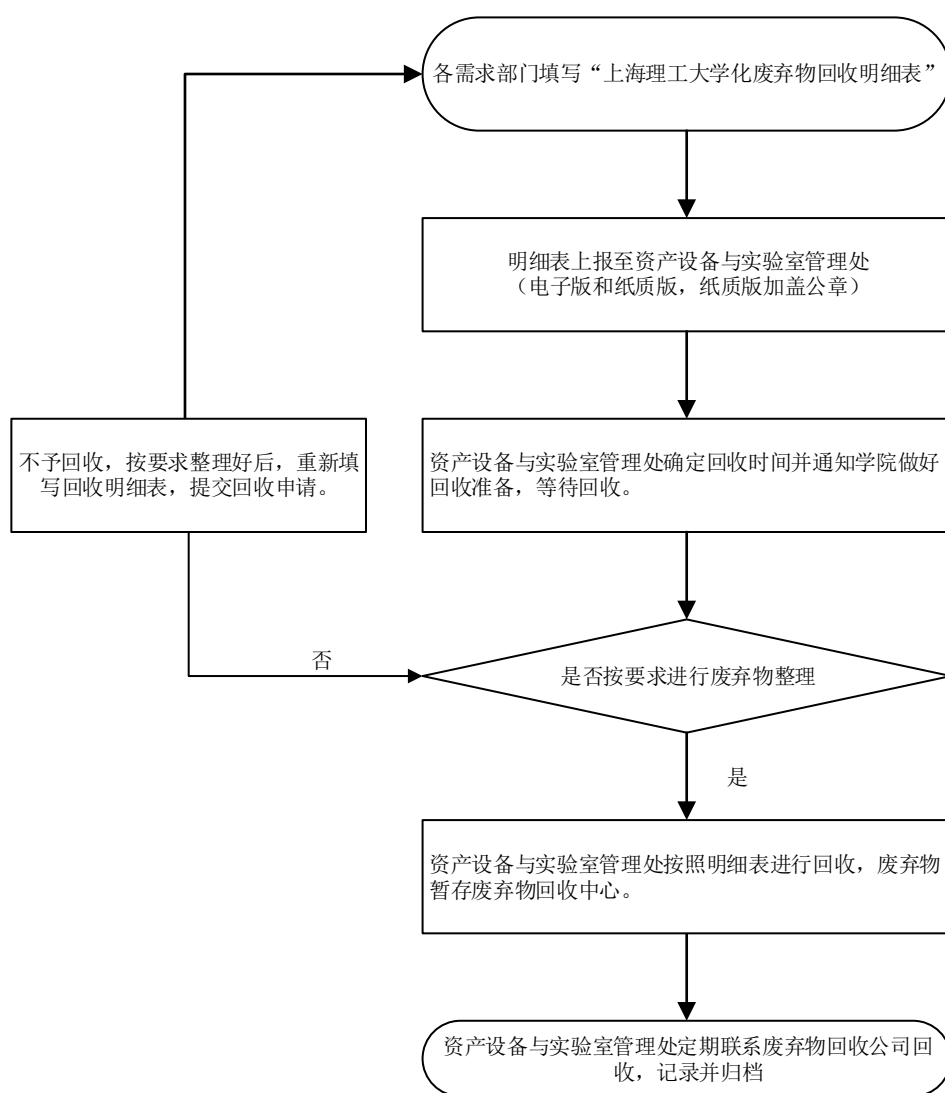 各需求部门填写“上海理工大学化废弃物回收明细表”
明细表上报至资产设备与实验室管理处
（电子版和纸质版，纸质版加盖公章）
不予回收，按要求整理好后，重新填
写回收明细表，提交回收申请。
资产设备与实验室管理处确定回收时间并通知学院做好
回收准备，等待回收。
否
是否按要求进行废弃物整理
是
资产设备与实验室管理处按照明细表进行回收，废弃物
暂存废弃物回收中心。
资产设备与实验室管理处定期联系废弃物回收公司回
收，记录并归档